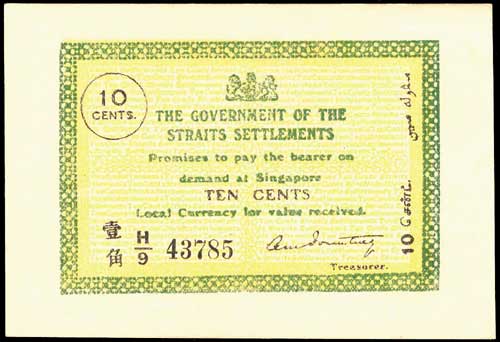 10
CENTS.
THE GOVERNMENT OF THE
STRAITS SETTLEMENTS
Promises to pay the bearer on
demand at Singapore
TEN CENTS
Local Currency for value received.
壹角
H/9 43785
Treasurer.
10 சென்ட்.